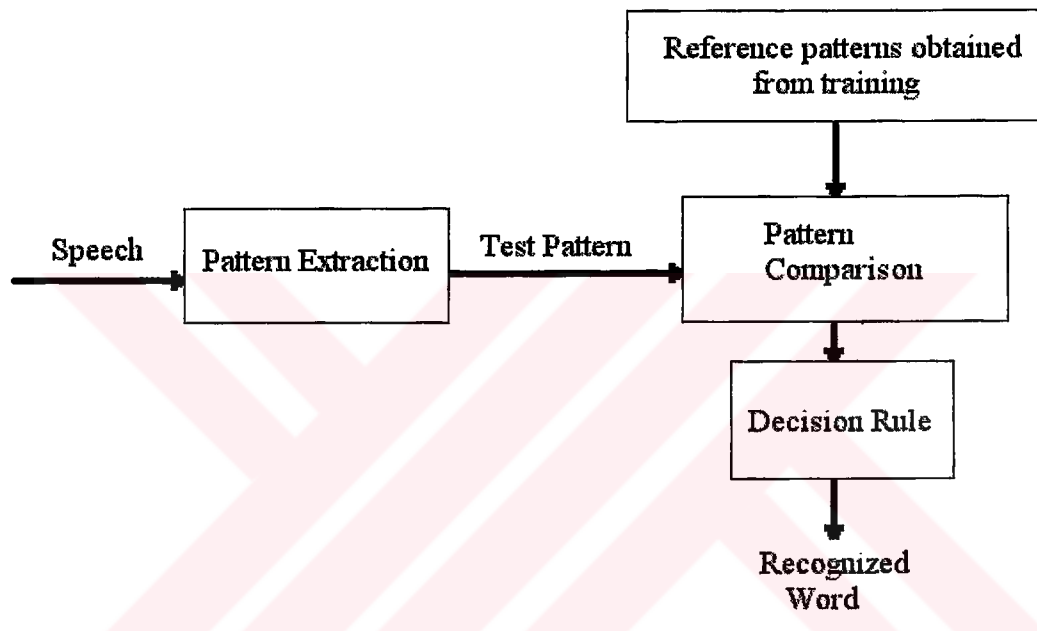 Reference patterns obtained
from training
Speech
Pattern Extraction
Test Pattern
Pattern
Comparison
Decision Rule
Recognized
Word